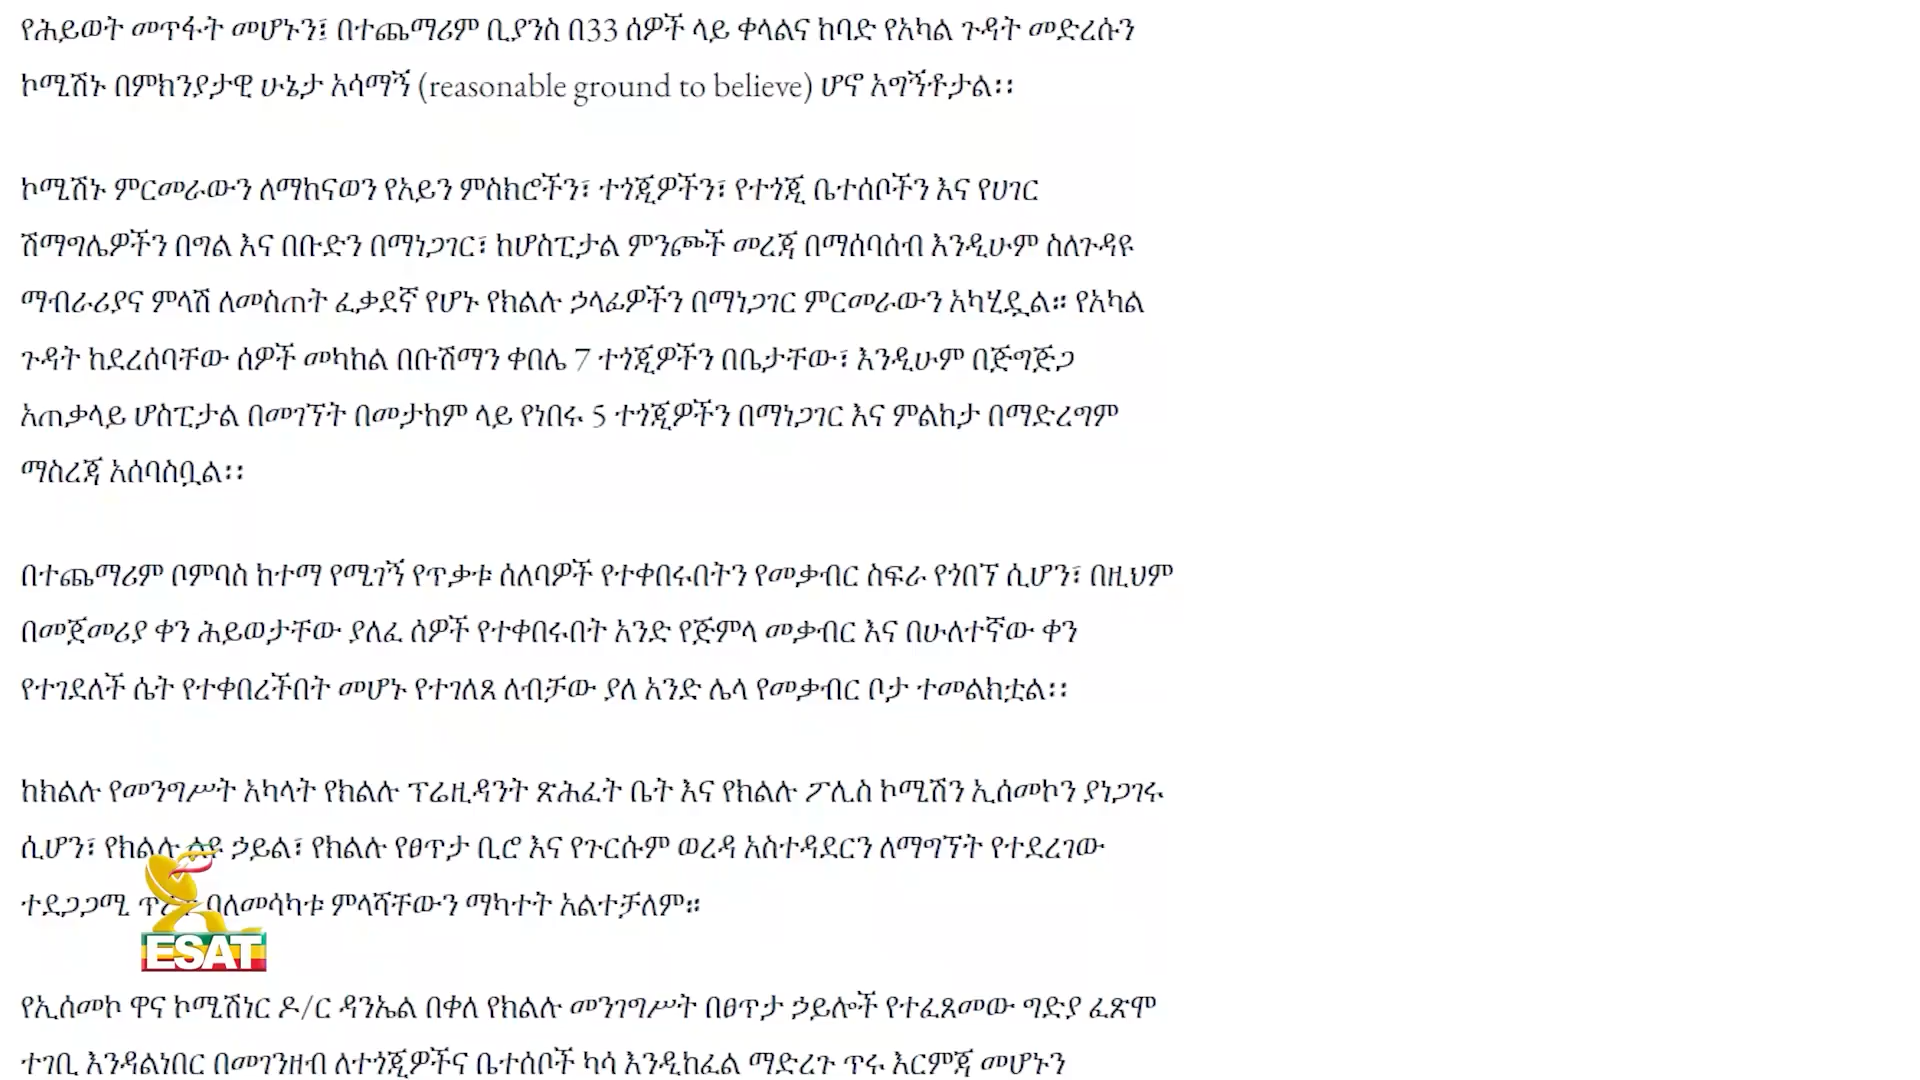 የሕይወት መጥፋት መሆኑን፤ በተጨማሪም ቢያንስ በ33 ሰዎች ላይ ቀላልና ከባድ የአካል ጉዳት መድረሱን
ኮሚሽኑ በምክንያታዊ ሁኔታ አሳማኝ (reasonable ground to believe) ሆኖ አግኝቶታል፡፡
ኮሚሽኑ ምርመራውን ለማከናወን የአይን ምስክሮችን፣ ተጎጂዎችን፣ የተጎጂ ቤተሰቦችን እና የሀገር
ሽማግሌዎችን በግል እና በቡድን በማነጋገር፣ ከሆስፒታል ምንጮች መረጃ በማሰባሰብ እንዲሁም ስለጉዳዩ
ማብራሪያና ምላሽ ለመስጠት ፈቃደኛ የሆኑ የክልሉ ኃላፊዎችን በማነጋገር ምርመራውን አካሂዷል። የአካል
ጉዳት ከደረሰባቸው ሰዎች መካከል በቡሽማን ቀበሌ 7 ተጎጂዎችን በቤታቸው፣ እንዲሁም በጅግጅጋ
አጠቃላይ ሆስፒታል በመገኘት በመታከም ላይ የነበሩ 5 ተጎጂዎችን በማነጋገር እና ምልከታ በማድረግም
ማስረጃ አሰባስቧል፡፡
በተጨማሪም ቦምባስ ከተማ የሚገኝ የጥቃቱ ሰለባዎች የተቀበሩበትን የመቃብር ስፍራ የጎበኘ ሲሆን፣ በዚህም
በመጀመሪያ ቀን ሕይወታቸው ያለፈ ሰዎች የተቀበሩበት አንድ የጅምላ መቃብር እና በሁለተኛው ቀን
የተገደለች ሴት የተቀበረችበት መሆኑ የተገለጸ ለብቻው ያለ አንድ ሌላ የመቃብር ቦታ ተመልክቷል፡፡
ከክልሉ የመንግሥት አካላት የክልሉ ፕሬዚዳንት ጽሕፈት ቤት እና የክልሉ ፖሊስ ኮሚሽን ኢሰመኮን ያነጋገሩ
ሲሆን፣ የክልሉ ልዩ ኃይል፣ የክልሉ የፀጥታ ቢሮ እና የጉርሱም ወረዳ አስተዳደርን ለማግኘት የተደረገው
ተደጋጋሚ ባለመሳካቱ ምላሻቸውን ማካተት አልተቻለም።
ESAT
የኢሰመኮ ዋና ኮሚሽነር ዶ/ር ዳንኤል በቀለ የክልሉ መንገግሥት በፀጥታ ኃይሎች የተፈጸመው ግድያ ፈጽሞ
ተገቢ እንዳልነበር በመገንዘብ ለተጎጂዎችና ቤተሰቦች ካሳ እንዲከፈል ማድረጉ ጥሩ እርምጃ መሆኑን